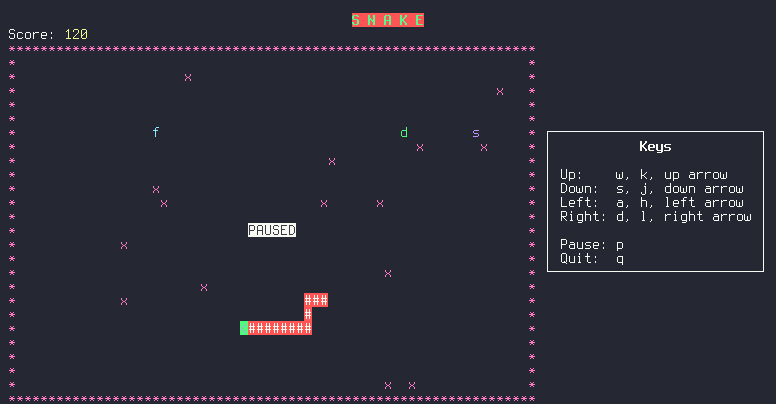 S N A K E
Score: 120
******************************************************************
* *
* x *
* x *
* *
* *
* f d s *
* x x * Keys
* x *
* * Up: w, k, up arrow
* x * Down: s, j, down arrow
* x x x * Left: a, h, left arrow
* * Right: d, l, right arrow
* PAUSED *
* x * Pause: p
* * Quit: q
* x *
* x *
* x ### *
* # *
* ######## *
* *
* *
* *
* x x *
******************************************************************